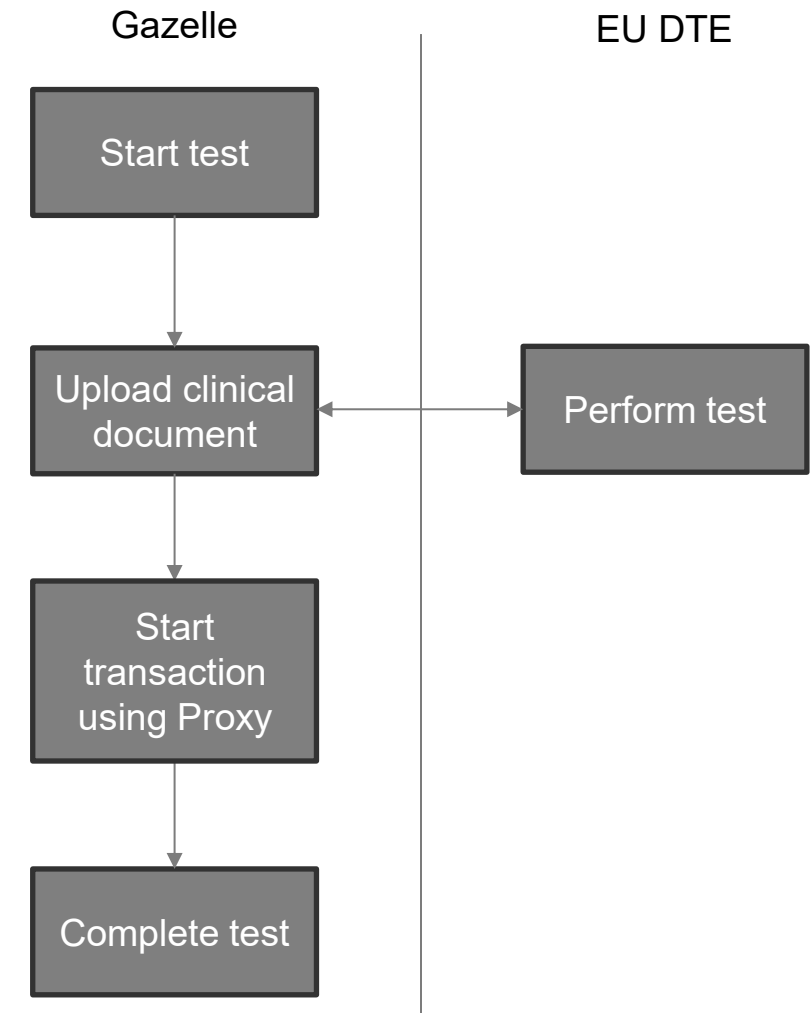 Gazelle
EU DTE
Start test
Upload clinical
document
Perform test
Start
transaction
using Proxy
Complete test